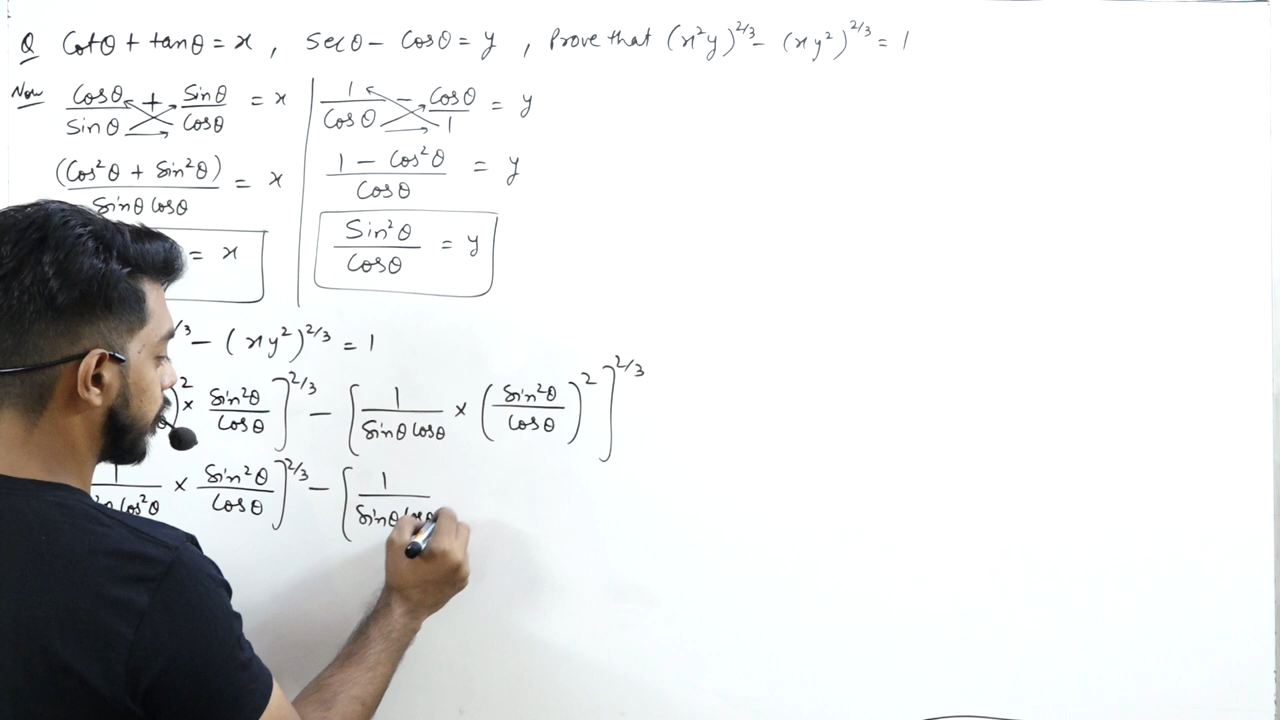 Q Cotθ + tanθ = x , Secθ - Cosθ = y , Prove that (x²y)^2/3 - (xy²)^2/3 = 1
Now Cosθ/Sinθ + Sinθ/Cosθ = x
(Cos²θ + Sin²θ)/Sinθ Cosθ = x
= x
1/Cosθ - Cosθ/1 = y
1 - Cos²θ/Cosθ = y
Sin²θ/Cosθ = y
/3 - (xy²)^2/3 = 1
)² × Sin²θ/Cosθ]^2/3 - [1/Sinθ Cosθ × (Sin²θ/Cosθ)²]^2/3
1/Cos²θ × Sin²θ/Cosθ]^2/3 - [1/Sinθ Cosθ